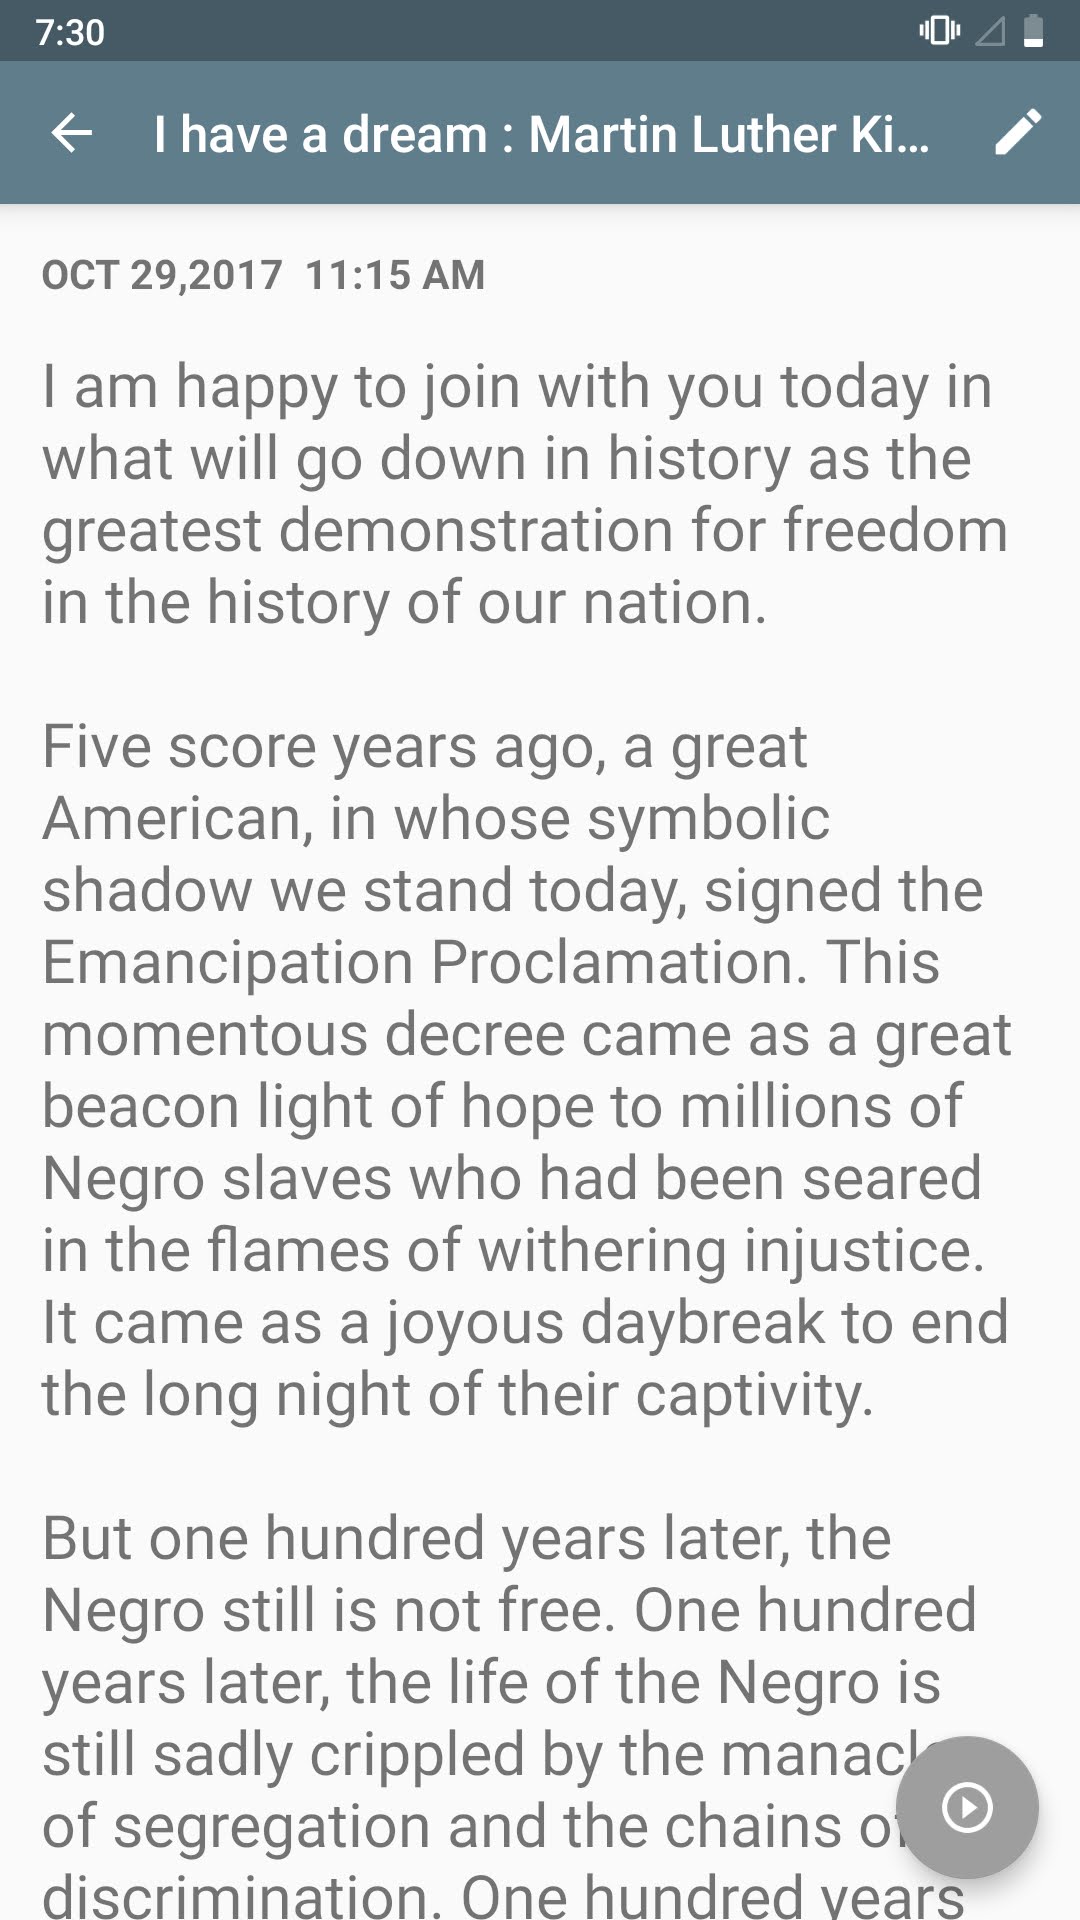 7:30
I have a dream : Martin Luther Ki...
OCT 29,2017 11:15 AM
I am happy to join with you today in
what will go down in history as the
greatest demonstration for freedom
in the history of our nation.
Five score years ago, a great
American, in whose symbolic
shadow we stand today, signed the
Emancipation Proclamation. This
momentous decree came as a great
beacon light of hope to millions of
Negro slaves who had been seared
in the flames of withering injustice.
It came as a joyous daybreak to end
the long night of their captivity.
But one hundred years later, the
Negro still is not free. One hundred
years later, the life of the Negro is
still sadly crippled by the
of segregation and the chains of
discrimination. One hundred years